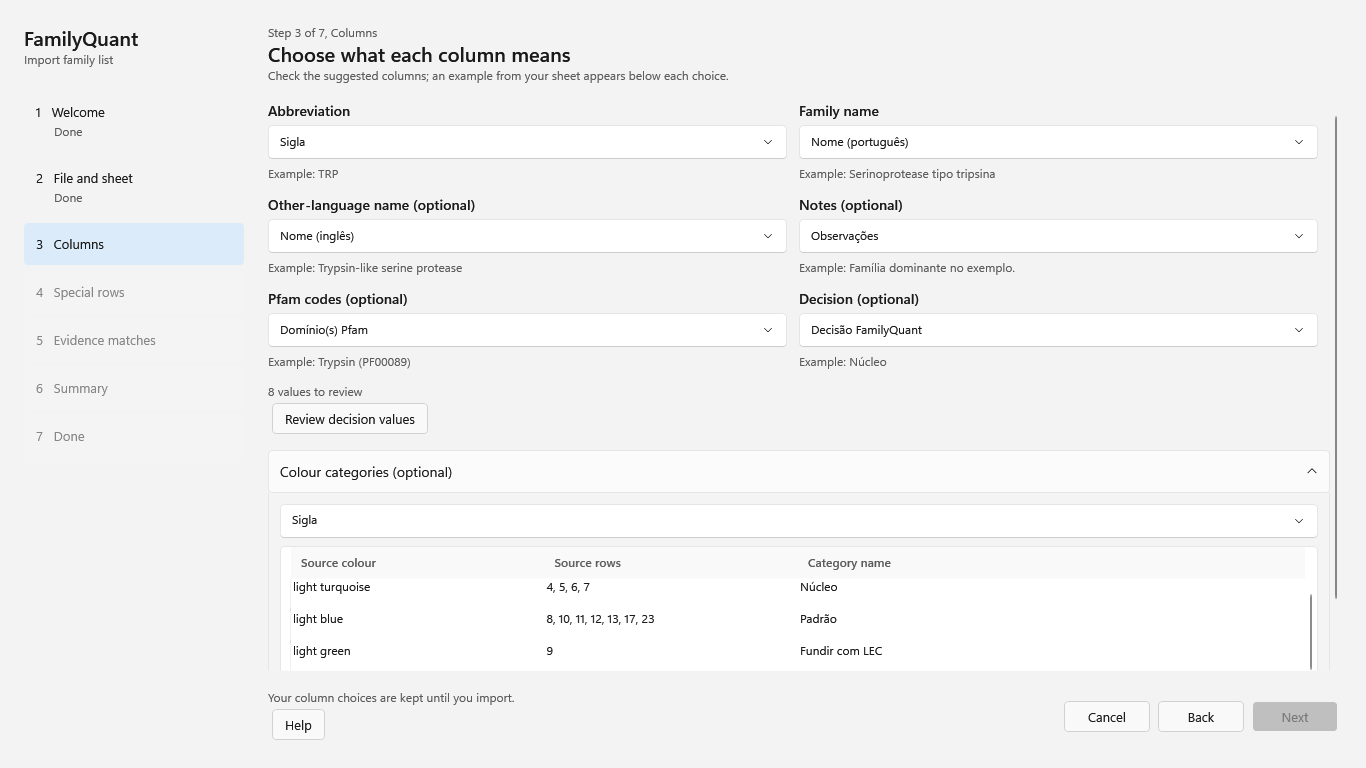 FamilyQuant
Import family list
1 Welcome
Done
2 File and sheet
Done
3 Columns
4 Special rows
5 Evidence matches
6 Summary
7 Done
Step 3 of 7, Columns
Choose what each column means
Check the suggested columns; an example from your sheet appears below each choice.
Abbreviation
Sigla
Example: TRP
Family name
Nome (português)
Example: Serinoprotease tipo tripsina
Other-language name (optional)
Nome (inglês)
Example: Trypsin-like serine protease
Notes (optional)
Observações
Example: Família dominante no exemplo.
Pfam codes (optional)
Domínio(s) Pfam
Example: Trypsin (PF00089)
Decision (optional)
Decisão FamilyQuant
Example: Núcleo
8 values to review
Review decision values
Colour categories (optional)
Sigla
Source colour Source rows Category name
light turquoise 4, 5, 6, 7 Núcleo
light blue 8, 10, 11, 12, 13, 17, 23 Padrão
light green 9 Fundir com LEC
Your column choices are kept until you import.
Help
Cancel Back Next